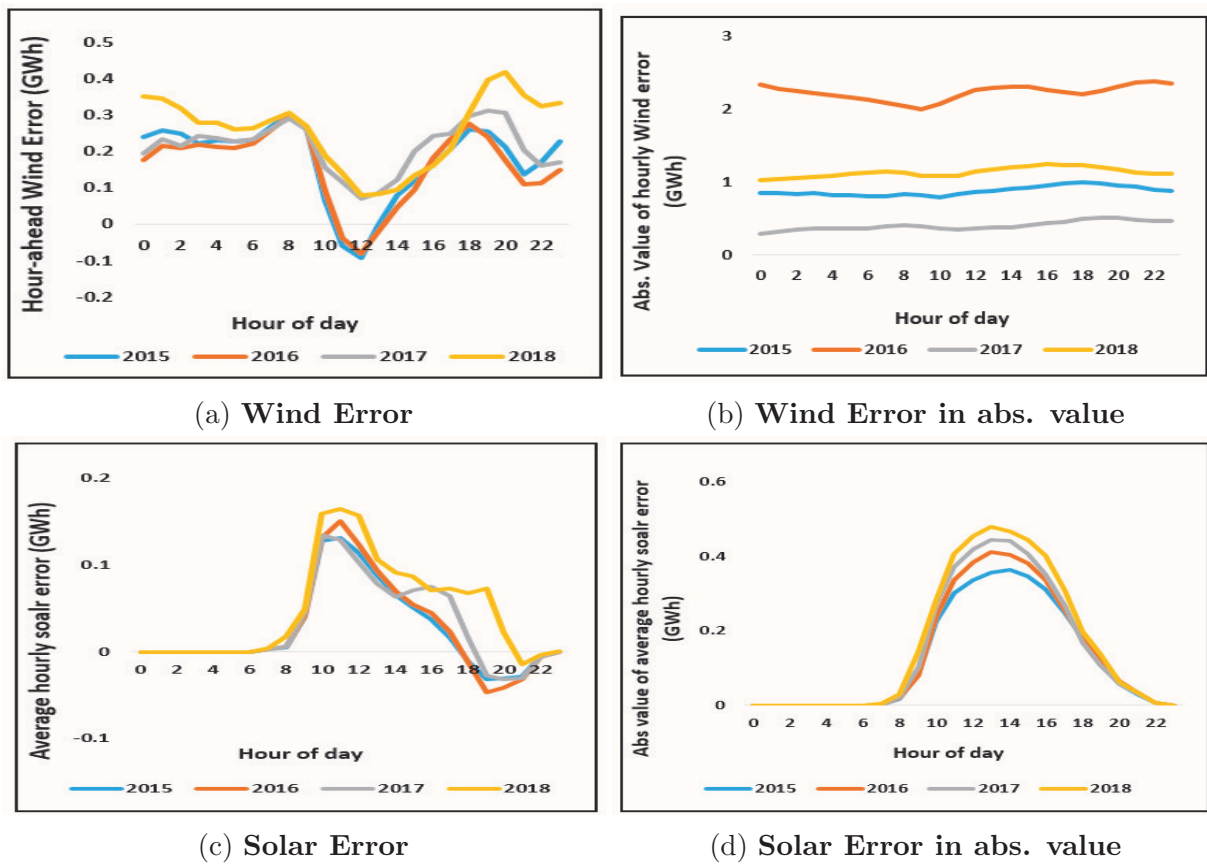 Hour-ahead Wind Error (GWh)
0.5
0.4
0.3
0.2
0.1
0
-0.1
-0.2
0 2 4 6 8 10 12 14 16 18 20 22
Hour of day
2015 2016 2017 2018
(a) Wind Error
Abs. Value of hourly Wind error
(GWh)
3
2
1
0
0 2 4 6 8 10 12 14 16 18 20 22
Hour of day
2015 2016 2017 2018
(b) Wind Error in abs. value
Average hourly soalr error (GWh)
0.2
0.1
0
-0.1
0 2 4 6 8 10 12 14 16 18 20 22
Hour of day
2015 2016 2017 2018
(c) Solar Error
Abs value of average hourly soalr error
(GWh)
0.6
0.4
0.2
0
0 2 4 6 8 10 12 14 16 18 20 22
Hour of day
2015 2016 2017 2018
(d) Solar Error in abs. value